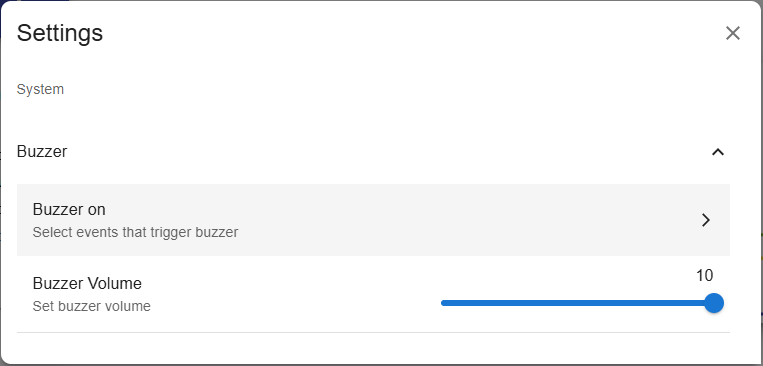 Settings
System
Buzzer
Buzzer on
Select events that trigger buzzer
Buzzer Volume
10
Set buzzer volume